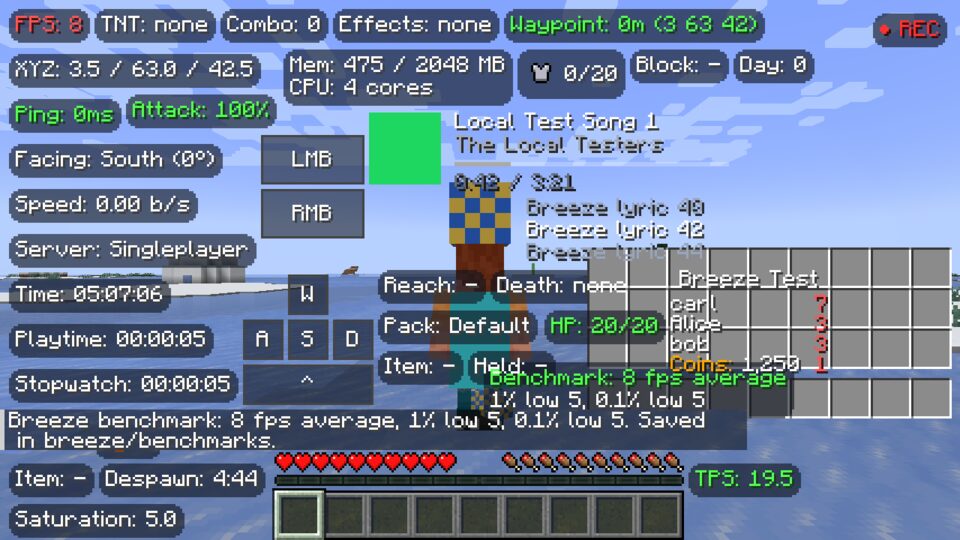 FPS: 8 TNT: none Combo: 0 Effects: none Waypoint: 0m (3 63 42) REC
XYZ: 3.5 / 63.0 / 42.5
Mem: 475 / 2048 MB
CPU: 4 cores
0/20
Block: -
Day: 0
Ping: 0ms
Attack: 100%
Local Test Song 1
The Local Testers
0:42 / 3:21
Facing: South (0°)
LMB
RMB
Speed: 0.00 b/s
Breeze lyric 40
Breeze lyric 42
Breeze lyric 44
Server: Singleplayer
Time: 05:07:06
W
Reach: - Death: none
Breeze Test
carl 7
Alice 3
bob 3
Coins: 1,250 1
Playtime: 00:00:05
A S D
Pack: Default
HP: 20/20
Item: - Held: -
Stopwatch: 00:00:05
^
Benchmark: 8 fps average
1% low 5, 0.1% low 5
Breeze benchmark: 8 fps average, 1% low 5, 0.1% low 5. Saved
in breeze/benchmarks.
Item: - Despawn: 4:44
TPS: 19.5
Saturation: 5.0